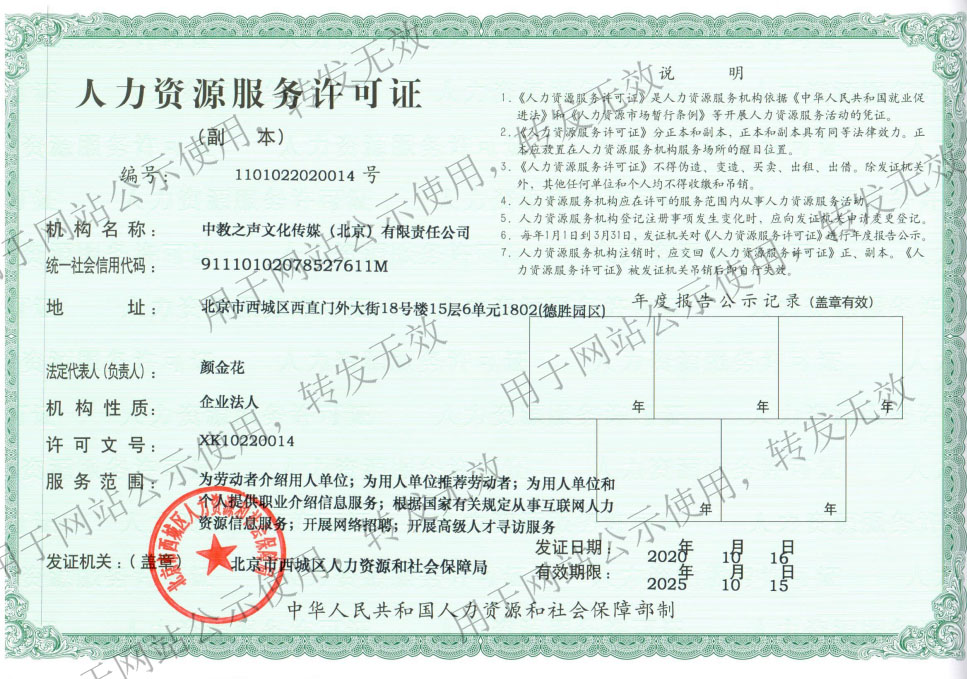 人力资源服务许可证
(副 本)
编号: 1101022020014 号
机构名称: 中教之声文化传媒（北京）有限责任公司
统一社会信用代码: 91110102078527611M
地 址: 北京市西城区西直门外大街18号楼15层6单元1802(德胜园区)
法定代表人(负责人): 颜金花
机构性质: 企业法人
许可文号: XK10220014
服务范围: 为劳动者介绍用人单位；为用人单位推荐劳动者；为用人单位和
个人提供职业介绍信息服务；根据国家有关规定从事互联网人力
资源信息服务；开展网络招聘；开展高级人才寻访服务
发证机关:(盖章) 北京市西城区人力资源和社会保障局
北京市西城区人力资源和社会保障局
说 明
1、《人力资源服务许可证》是人力资源服务机构依据《中华人民共和国就业促
进法》和《人力资源市场暂行条例》等开展人力资源服务活动的凭证。
2、《人力资源服务许可证》分正本和副本，正本和副本具有同等法律效力。正
本应放置在人力资源服务机构服务场所的醒目位置。
3、《人力资源服务许可证》不得伪造、变造、买卖、出租、出借。除发证机关
外，其他任何单位和个人均不得收缴和吊销。
4、人力资源服务机构应在许可的服务范围内从事人力资源服务活动。
5、人力资源服务机构登记注册事项发生变化时，应向发证机关申请变更登记。
6、每年1月1日到3月31日，发证机关对《人力资源服务许可证》进行年度报告公示。
7、人力资源服务机构注销时，应交回《人力资源服务许可证》正、副本。《人
力资源服务许可证》被发证机关吊销后即自行失效。
年度报告公示记录(盖章有效)
年 年 年
年 年
发证日期: 2020 年 10 月 16 日
有效期限: 2025 年 10 月 15 日
中华人民共和国人力资源和社会保障部制
用于网站公示使用，转发无效
用于网站公示使用，转发无效
用于网站公示使用，转发无效
用于网站公示使用，转发无效
用于网站公示使用，转发无效
用于网站公示使用，转发无效